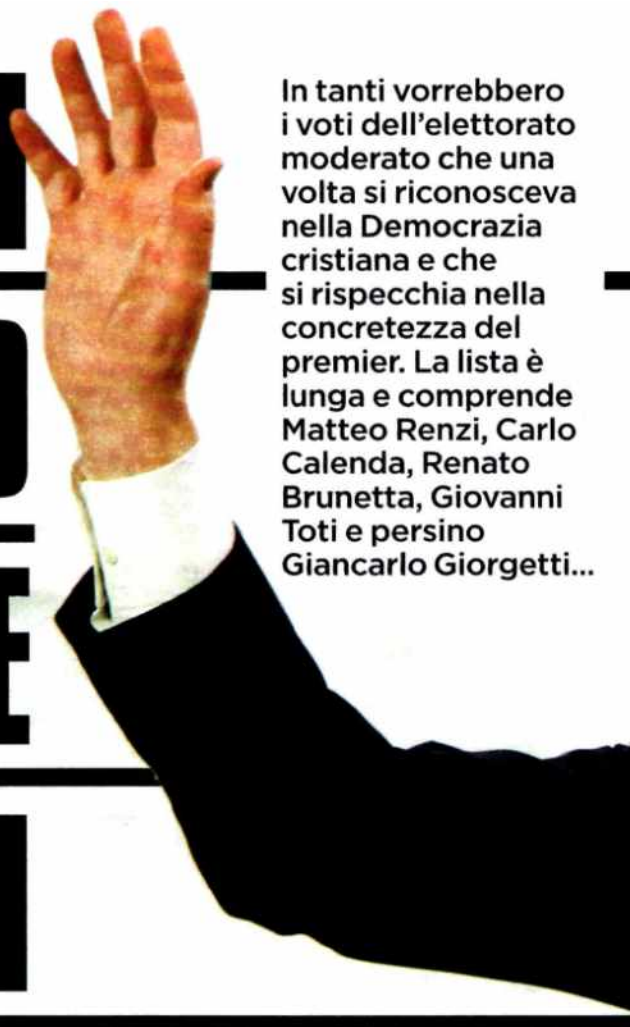 In tanti vorrebbero
i voti dell'elettorato
moderato che una
volta si riconosceva
nella Democrazia
cristiana e che
si rispecchia nella
concretezza del
premier. La lista è
lunga e comprende
Matteo Renzi, Carlo
Calenda, Renato
Brunetta, Giovanni
Toti e persino
Giancarlo Giorgetti...